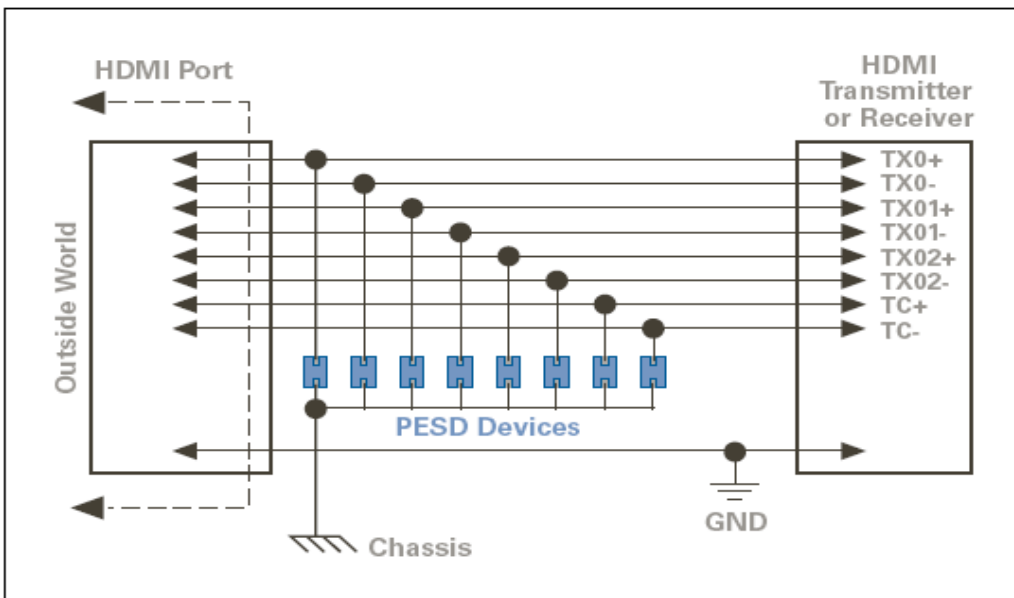 HDMI Port
HDMI
Transmitter
or Receiver
TX0+
TX0-
TX01+
TX01-
TX02+
TX02-
TC+
TC-
Outside World
PESD Devices
GND
Chassis